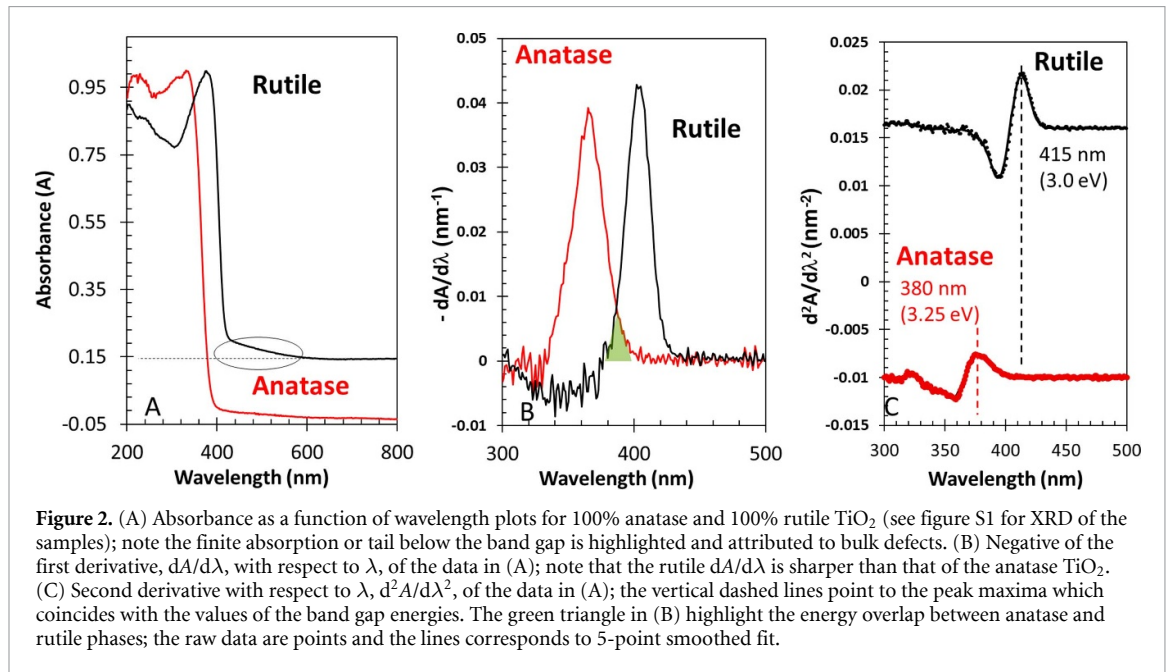 Absorbance (A)
0.95
0.75
0.55
0.35
0.15
-0.05
Rutile
Anatase
A
200 400 600 800
Wavelength (nm)
- dA/dλ (nm⁻¹)
0.05
0.04
0.03
0.02
0.01
0
-0.01
Anatase
Rutile
B
300 400 500
Wavelength (nm)
d²A/dλ² (nm⁻²)
0.025
0.02
0.015
0.01
0.005
0
-0.005
-0.01
-0.015
Rutile
415 nm
(3.0 eV)
Anatase
380 nm
(3.25 eV)
C
300 350 400 450 500
Wavelength (nm)
Figure 2. (A) Absorbance as a function of wavelength plots for 100% anatase and 100% rutile TiO₂ (see figure S1 for XRD of the
samples); note the finite absorption or tail below the band gap is highlighted and attributed to bulk defects. (B) Negative of the
first derivative, dA/dλ, with respect to λ, of the data in (A); note that the rutile dA/dλ is sharper than that of the anatase TiO₂.
(C) Second derivative with respect to λ, d²A/dλ², of the data in (A); the vertical dashed lines point to the peak maxima which
coincides with the values of the band gap energies. The green triangle in (B) highlight the energy overlap between anatase and
rutile phases; the raw data are points and the lines corresponds to 5-point smoothed fit.